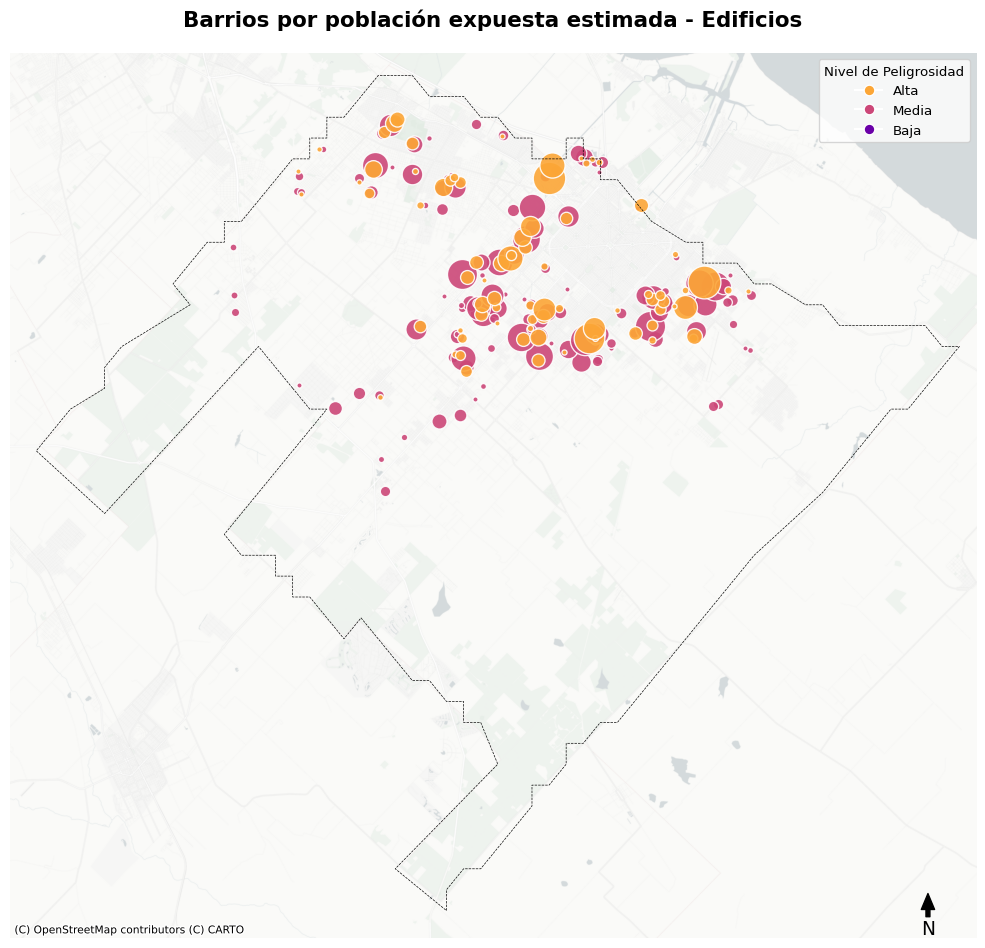 Barrios por población expuesta estimada - Edificios
Nivel de Peligrosidad
Alta
Media
Baja
N
(C) OpenStreetMap contributors (C) CARTO